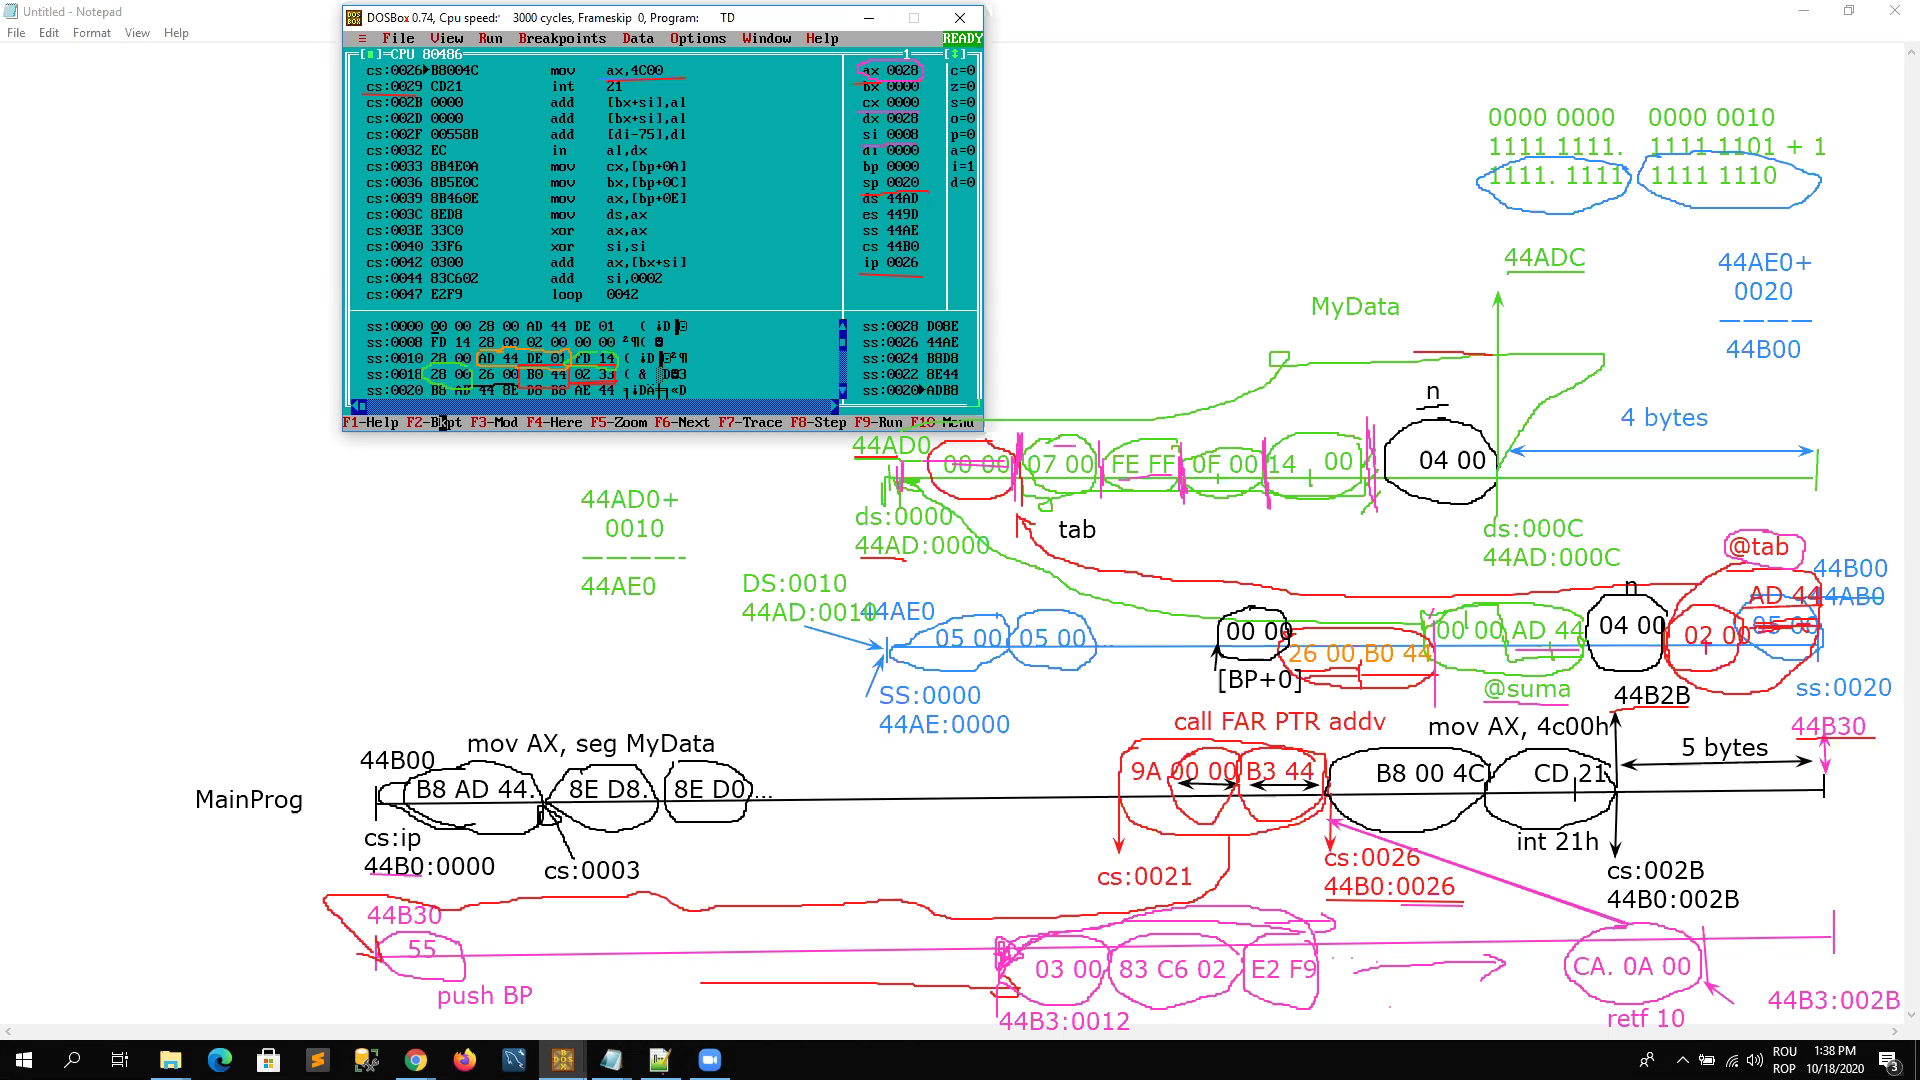 Untitled - Notepad
File Edit Format View Help
DOSBox 0.74, Cpu speed: 3000 cycles, Frameskip 0, Program: TD
≡ File View Run Breakpoints Data Options Window Help READY
[■]=CPU 80486 1 [↕]
cs:0026►B8004C mov ax,4C00 ax 0028 c=0
cs:0029 CD21 int 21 bx 0000 z=0
cs:002B 0000 add [bx+si],al cx 0000 s=0
cs:002D 0000 add [bx+si],al dx 0028 o=0
cs:002F 00558B add [di-75],dl si 0008 p=0
cs:0032 EC in al,dx di 0000 a=0
cs:0033 8B4E0A mov cx,[bp+0A] bp 0000 i=1
cs:0036 8B5E0C mov bx,[bp+0C] sp 0020 d=0
cs:0039 8B460E mov ax,[bp+0E] ds 44AD
cs:003C 8ED8 mov ds,ax es 449D
cs:003E 33C0 xor ax,ax ss 44AE
cs:0040 33F6 xor si,si cs 44B0
cs:0042 0300 add ax,[bx+si] ip 0026
cs:0044 83C602 add si,0002
cs:0047 E2F9 loop 0042
ss:0000 00 00 28 00 AD 44 DE 01 ss:0028 D08E
ss:0008 FD 14 28 00 02 00 00 00 ss:0026 44AE
ss:0010 28 00 AD 44 DE 01 FD 14 ss:0024 B8D8
ss:0018 28 00 26 00 B0 44 02 33 ss:0022 8E44
ss:0020 B8 AD 44 8E D8 B8 AE 44 ss:0020►ADB8
F1-Help F2-Bkpt F3-Mod F4-Here F5-Zoom F6-Next F7-Trace F8-Step F9-Run F10-Menu
0000 0000 0000 0010
1111 1111. 1111 1101 + 1
1111. 1111 1111 1110
44ADC
44AE0+
0020
44B00
MyData
n
4 bytes
44AD0
00 00 07 00 FE FF 0F 00 14 00 04 00
44AD0+
0010
44AE0
ds:0000
44AD:0000
tab
ds:000C
44AD:000C
@tab
DS:0010
44AD:0010
44AE0
n
44B00
AD 44
44AB0
05 00 05 00 ... 00 00 26 00 B0 44 00 00 AD 44 04 00 02 00 05 00
[BP+0]
@suma
SS:0000
44AE:0000
44B2B
ss:0020
call FAR PTR addv
mov AX, 4c00h
44B30
44B00
mov AX, seg MyData
5 bytes
MainProg
B8 AD 44. 8E D8. 8E D0 ... 9A 00 00 B3 44 B8 00 4C CD 21
cs:ip
44B0:0000
cs:0003
int 21h
cs:0021
cs:0026
44B0:0026
cs:002B
44B0:002B
44B30
55
push BP
03 00 83 C6 02 E2 F9
CA. 0A 00
44B3:0012
retf 10
44B3:002B
ROU
ROP
1:38 PM
10/18/2020
3